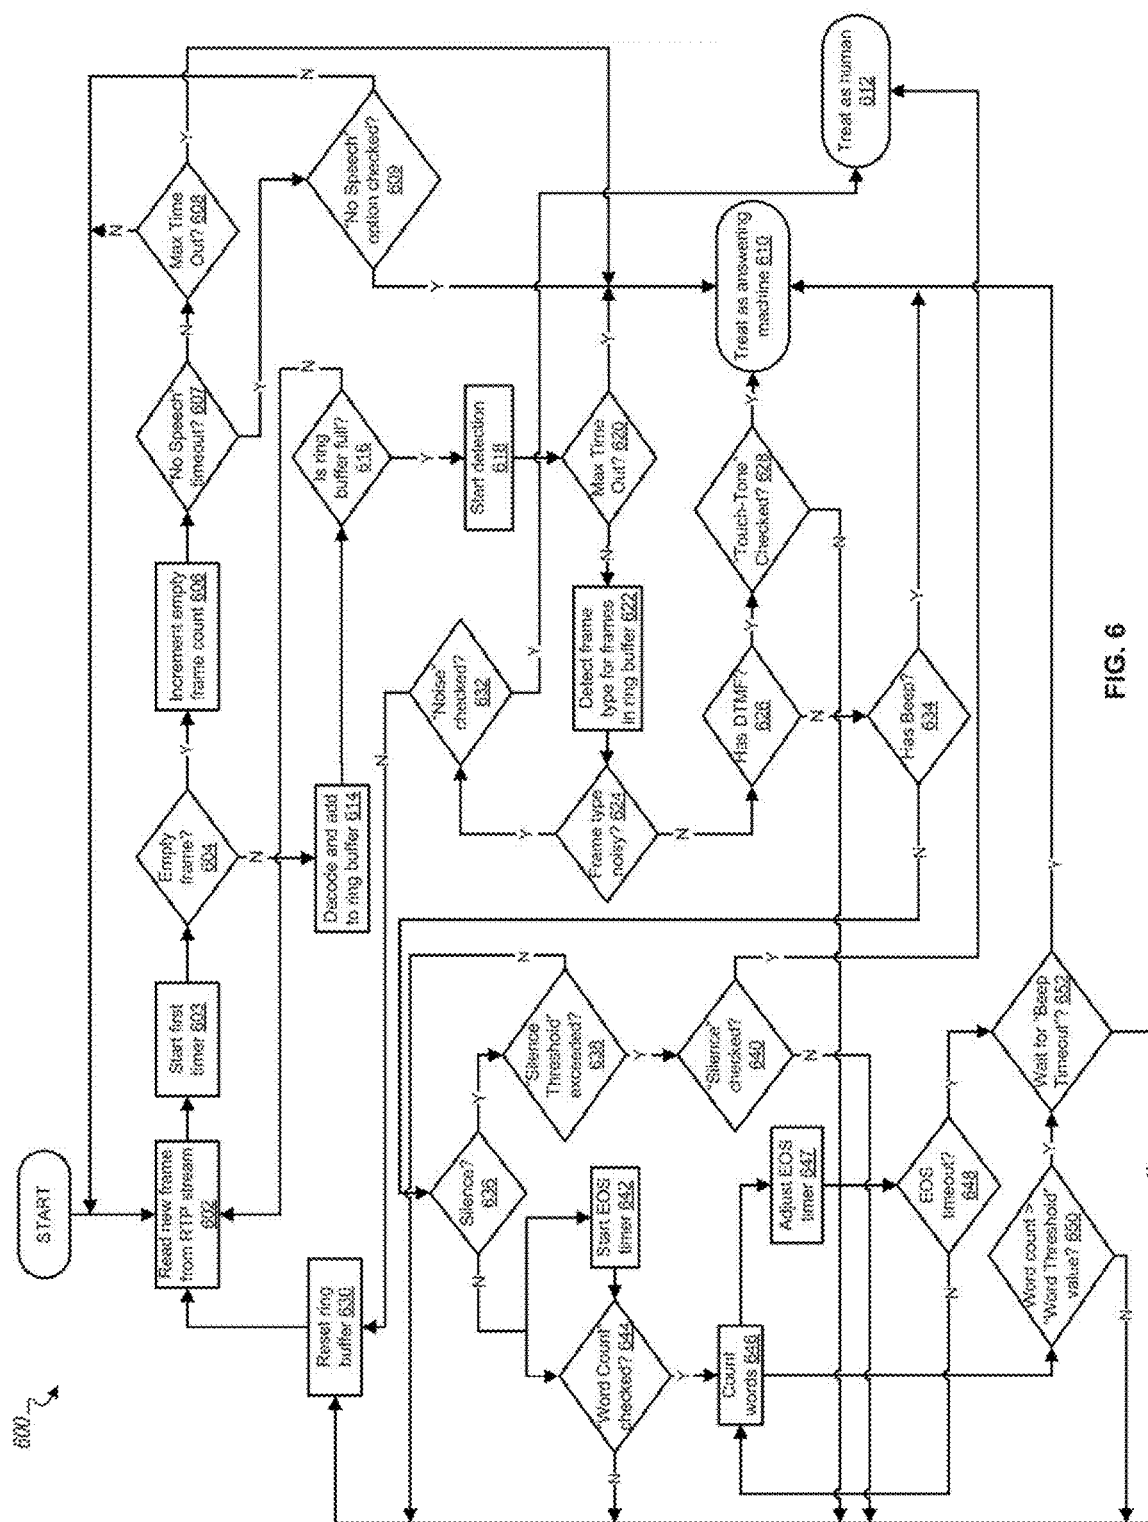 600
START
Read new frame
from RTP stream
602
Start first
timer 603
Empty
frame?
604
Y
N
Increment empty
frame count 606
"No Speech"
timeout? 607
N
Y
Max Time
Out? 608
N
Y
"No Speech"
option checked?
609
N
Y
Decode and add
to ring buffer 614
Is ring
buffer full?
616
N
Y
Start detection
618
Max Time
Out? 620
Y
N
Detect frame
type for frames
in ring buffer 622
Frame type
noisy? 624
Y
N
"Noise"
checked?
632
N
Y
Has DTMF?
626
Y
N
"Touch-Tone"
Checked? 628
Y
N
Has Beep?
634
Y
N
Treat as answering
machine 610
Treat as human
612
Reset ring
buffer 630
Silence?
636
Y
N
"Silence
Threshold"
exceeded?
638
N
Y
"Silence"
checked?
640
Y
N
Start EOS
timer 642
"Word Count"
checked? 644
Y
N
Count
words 646
Adjust EOS
timer 647
EOS
timeout?
648
Y
N
Word count >
"Word Threshold"
value? 650
Y
N
Wait for "Beep
Timeout"? 652
Y
FIG. 6